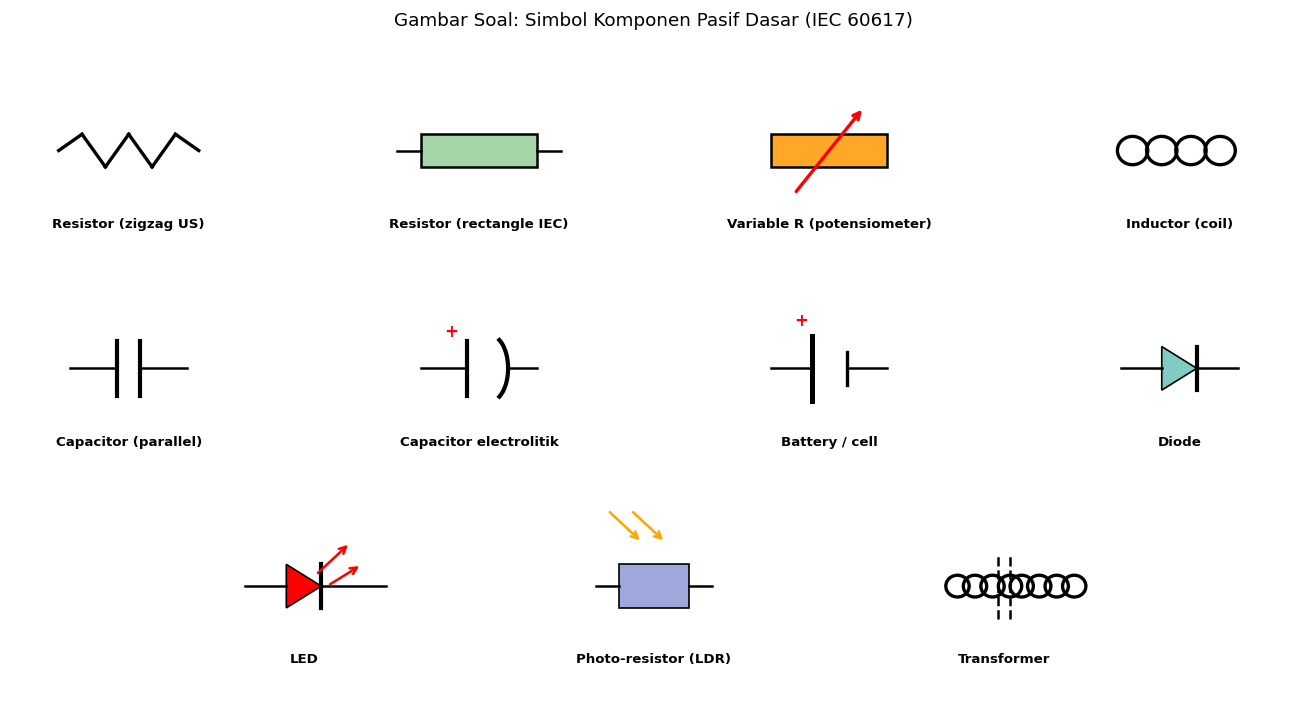 Gambar Soal: Simbol Komponen Pasif Dasar (IEC 60617)
Resistor (zigzag US)
Resistor (rectangle IEC)
Variable R (potensiometer)
Inductor (coil)
+
+
Capacitor (parallel)
Capacitor electrolitik
Battery / cell
Diode
LED
Photo-resistor (LDR)
Transformer